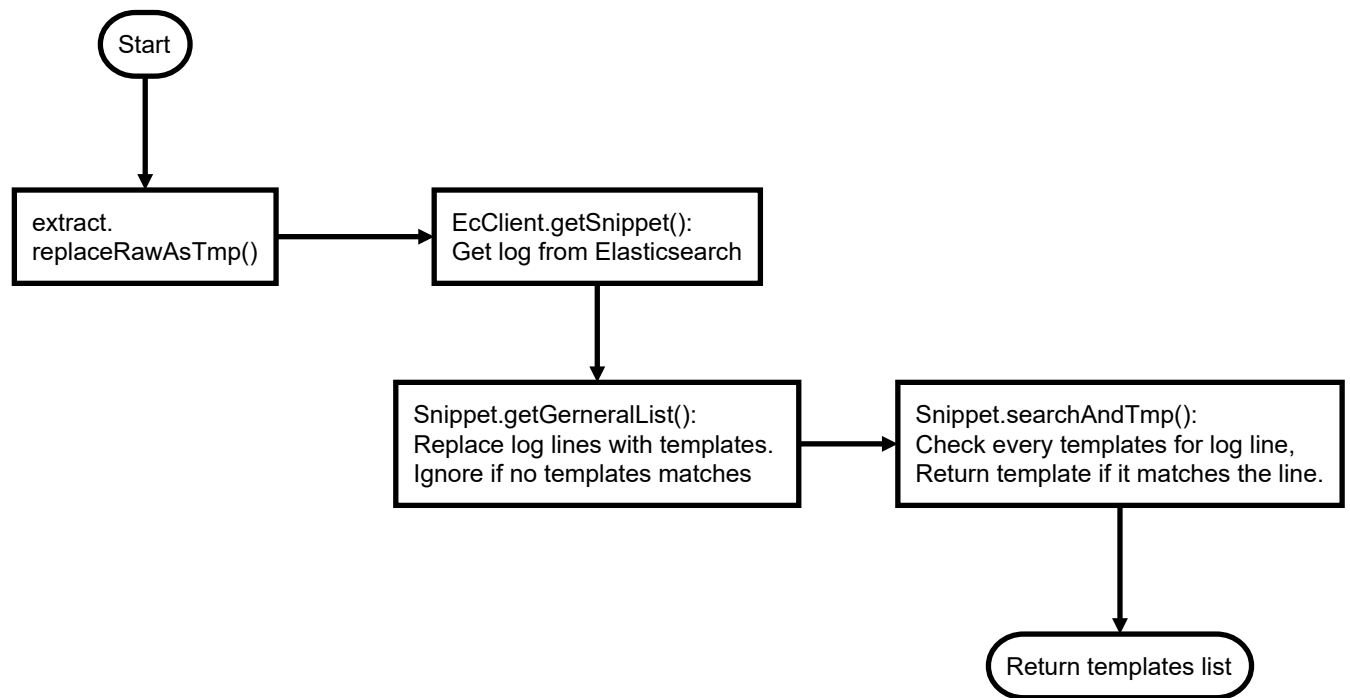 Start
extract.
replaceRawAsTmp()
EcClient.getSnippet():
Get log from Elasticsearch
Snippet.getGerneralList():
Replace log lines with templates.
Ignore if no templates matches
Snippet.searchAndTmp():
Check every templates for log line,
Return template if it matches the line.
Return templates list